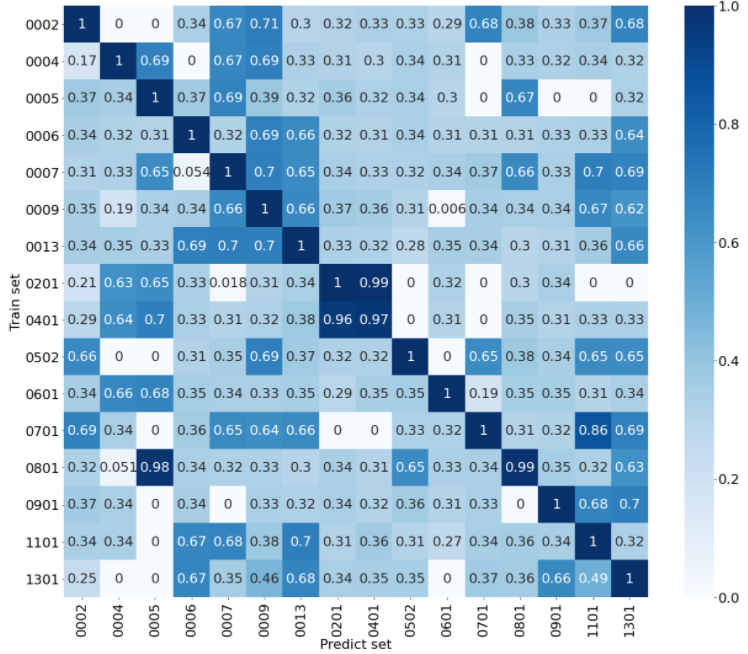 0002 1 0 0 0.34 0.67 0.71 0.3 0.32 0.33 0.33 0.29 0.68 0.38 0.33 0.37 0.68
0004 0.17 1 0.69 0 0.67 0.69 0.33 0.31 0.3 0.34 0.31 0 0.33 0.32 0.34 0.32
0005 0.37 0.34 1 0.37 0.69 0.39 0.32 0.36 0.32 0.34 0.3 0 0.67 0 0 0.32
0006 0.34 0.32 0.31 1 0.32 0.69 0.66 0.32 0.31 0.34 0.31 0.31 0.31 0.33 0.33 0.64
0007 0.31 0.33 0.65 0.054 1 0.7 0.65 0.34 0.33 0.32 0.34 0.37 0.66 0.33 0.7 0.69
0009 0.35 0.19 0.34 0.34 0.66 1 0.66 0.37 0.36 0.31 0.006 0.34 0.34 0.34 0.67 0.62
0013 0.34 0.35 0.33 0.69 0.7 0.7 1 0.33 0.32 0.28 0.35 0.34 0.3 0.31 0.36 0.66
0201 0.21 0.63 0.65 0.33 0.018 0.31 0.34 1 0.99 0 0.32 0 0.3 0.34 0 0
0401 0.29 0.64 0.7 0.33 0.31 0.32 0.38 0.96 0.97 0 0.31 0 0.35 0.31 0.33 0.33
0502 0.66 0 0 0.31 0.35 0.69 0.37 0.32 0.32 1 0 0.65 0.38 0.34 0.65 0.65
0601 0.34 0.66 0.68 0.35 0.34 0.33 0.35 0.29 0.35 0.35 1 0.19 0.35 0.35 0.31 0.34
0701 0.69 0.34 0 0.36 0.65 0.64 0.66 0 0 0.33 0.32 1 0.31 0.32 0.86 0.69
0801 0.32 0.051 0.98 0.34 0.32 0.33 0.3 0.34 0.31 0.65 0.33 0.34 0.99 0.35 0.32 0.63
0901 0.37 0.34 0 0.34 0 0.33 0.32 0.34 0.32 0.36 0.31 0.33 0 1 0.68 0.7
1101 0.34 0.34 0 0.67 0.68 0.38 0.7 0.31 0.36 0.31 0.27 0.34 0.36 0.34 1 0.32
1301 0.25 0 0 0.67 0.35 0.46 0.68 0.34 0.35 0.35 0 0.37 0.36 0.66 0.49 1
0002 0004 0005 0006 0007 0009 0013 0201 0401 0502 0601 0701 0801 0901 1101 1301
Predict set
Train set
1.0
0.8
0.6
0.4
0.2
0.0